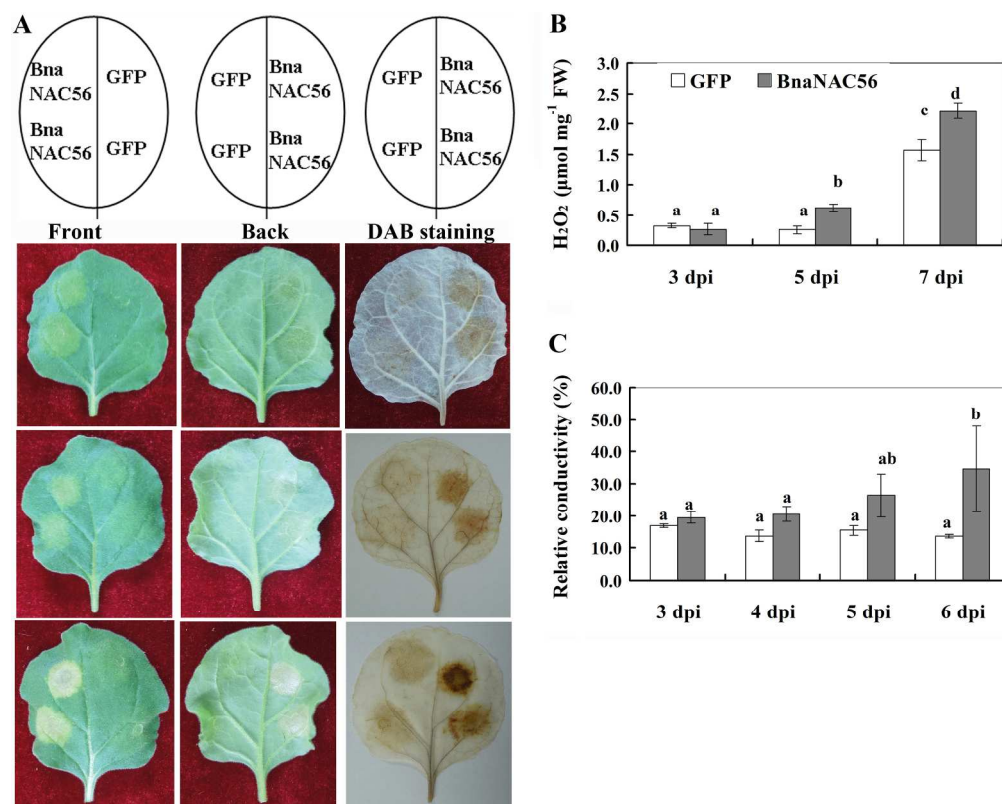 A
Bna
NAC56
GFP
Bna
NAC56
GFP
GFP
Bna
NAC56
GFP
Bna
NAC56
GFP
Bna
NAC56
GFP
Bna
NAC56
Front
Back
DAB staining
B
H₂O₂ (μmol mg⁻¹ FW)
3.0
2.5
2.0
1.5
1.0
0.5
0.0
GFP
BnaNAC56
a
a
a
b
c
d
3 dpi
5 dpi
7 dpi
C
Relative conductivity (%)
60.0
50.0
40.0
30.0
20.0
10.0
0.0
a
a
a
a
a
ab
a
b
3 dpi
4 dpi
5 dpi
6 dpi